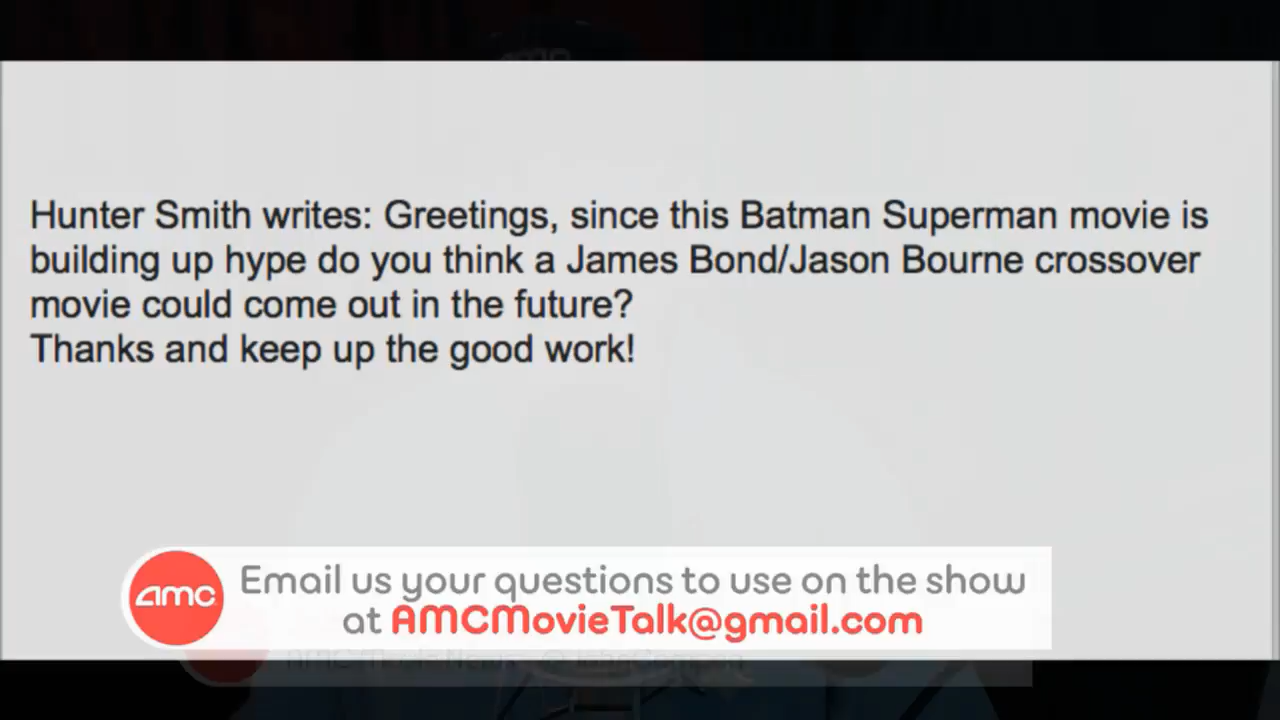 Hunter Smith writes: Greetings, since this Batman Superman movie is
building up hype do you think a James Bond/Jason Bourne crossover
movie could come out in the future?
Thanks and keep up the good work!
amc
Email us your questions to use on the show
at AMCMovieTalk@gmail.com